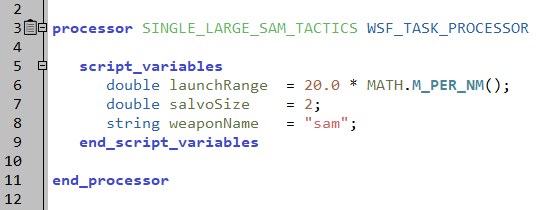 2
3 processor SINGLE_LARGE_SAM_TACTICS WSF_TASK_PROCESSOR
4
5 script_variables
6 double launchRange = 20.0 * MATH.M_PER_NM();
7 double salvoSize = 2;
8 string weaponName = "sam";
9 end_script_variables
10
11 end_processor
12